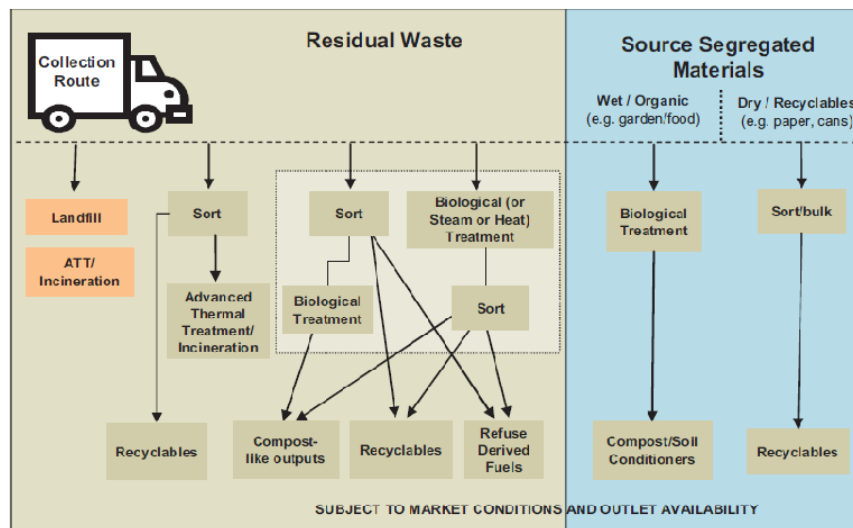 Collection
Route
Residual Waste
Source Segregated
Materials
Wet / Organic
(e.g. garden/food)
Dry / Recyclables
(e.g. paper, cans)
Landfill
ATT/
Incineration
Sort
Advanced
Thermal
Treatment/
Incineration
Sort
Biological (or
Steam or Heat)
Treatment
Biological
Treatment
Sort
Biological
Treatment
Sort/bulk
Recyclables
Compost-
like outputs
Recyclables
Refuse
Derived
Fuels
Compost/Soil
Conditioners
Recyclables
SUBJECT TO MARKET CONDITIONS AND OUTLET AVAILABILITY